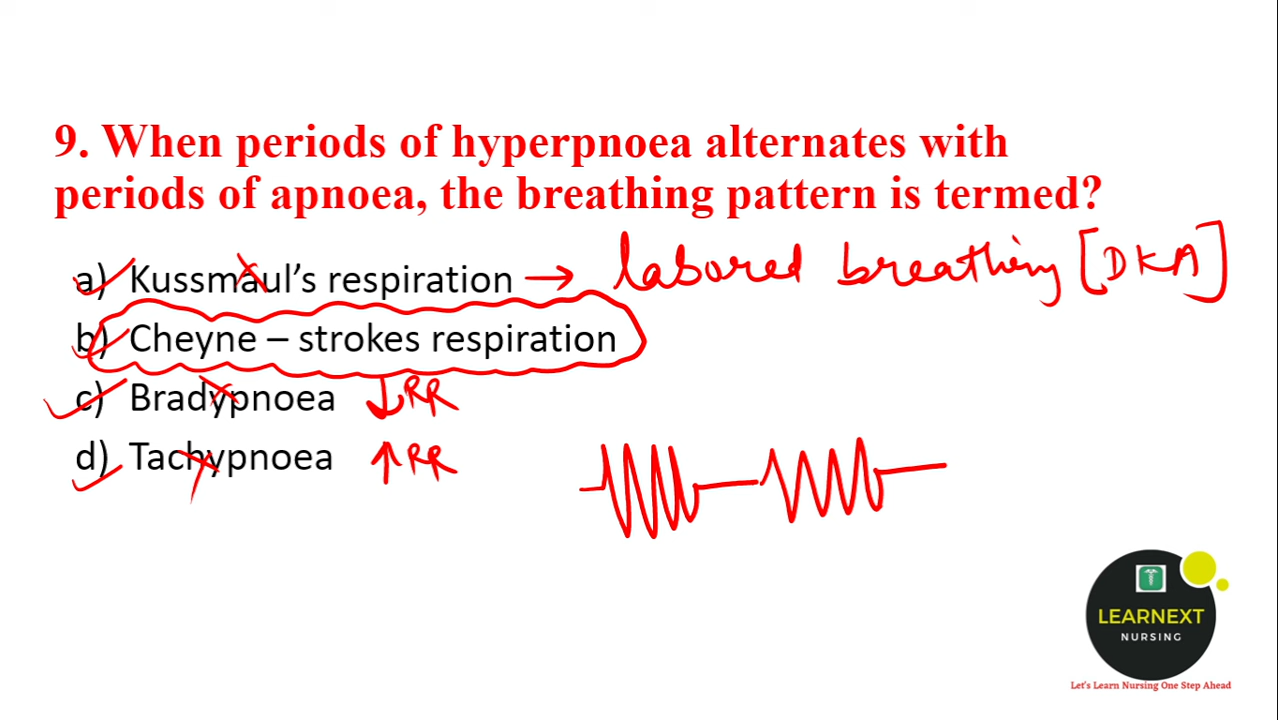 9. When periods of hyperpnoea alternates with
periods of apnoea, the breathing pattern is termed?
a) Kussmaul's respiration → labored breathing [DKA]
b) Cheyne – strokes respiration
c) Bradypnoea ↓RR
d) Tachypnoea ↑RR
LEARNEXT
NURSING
Let's Learn Nursing One Step Ahead